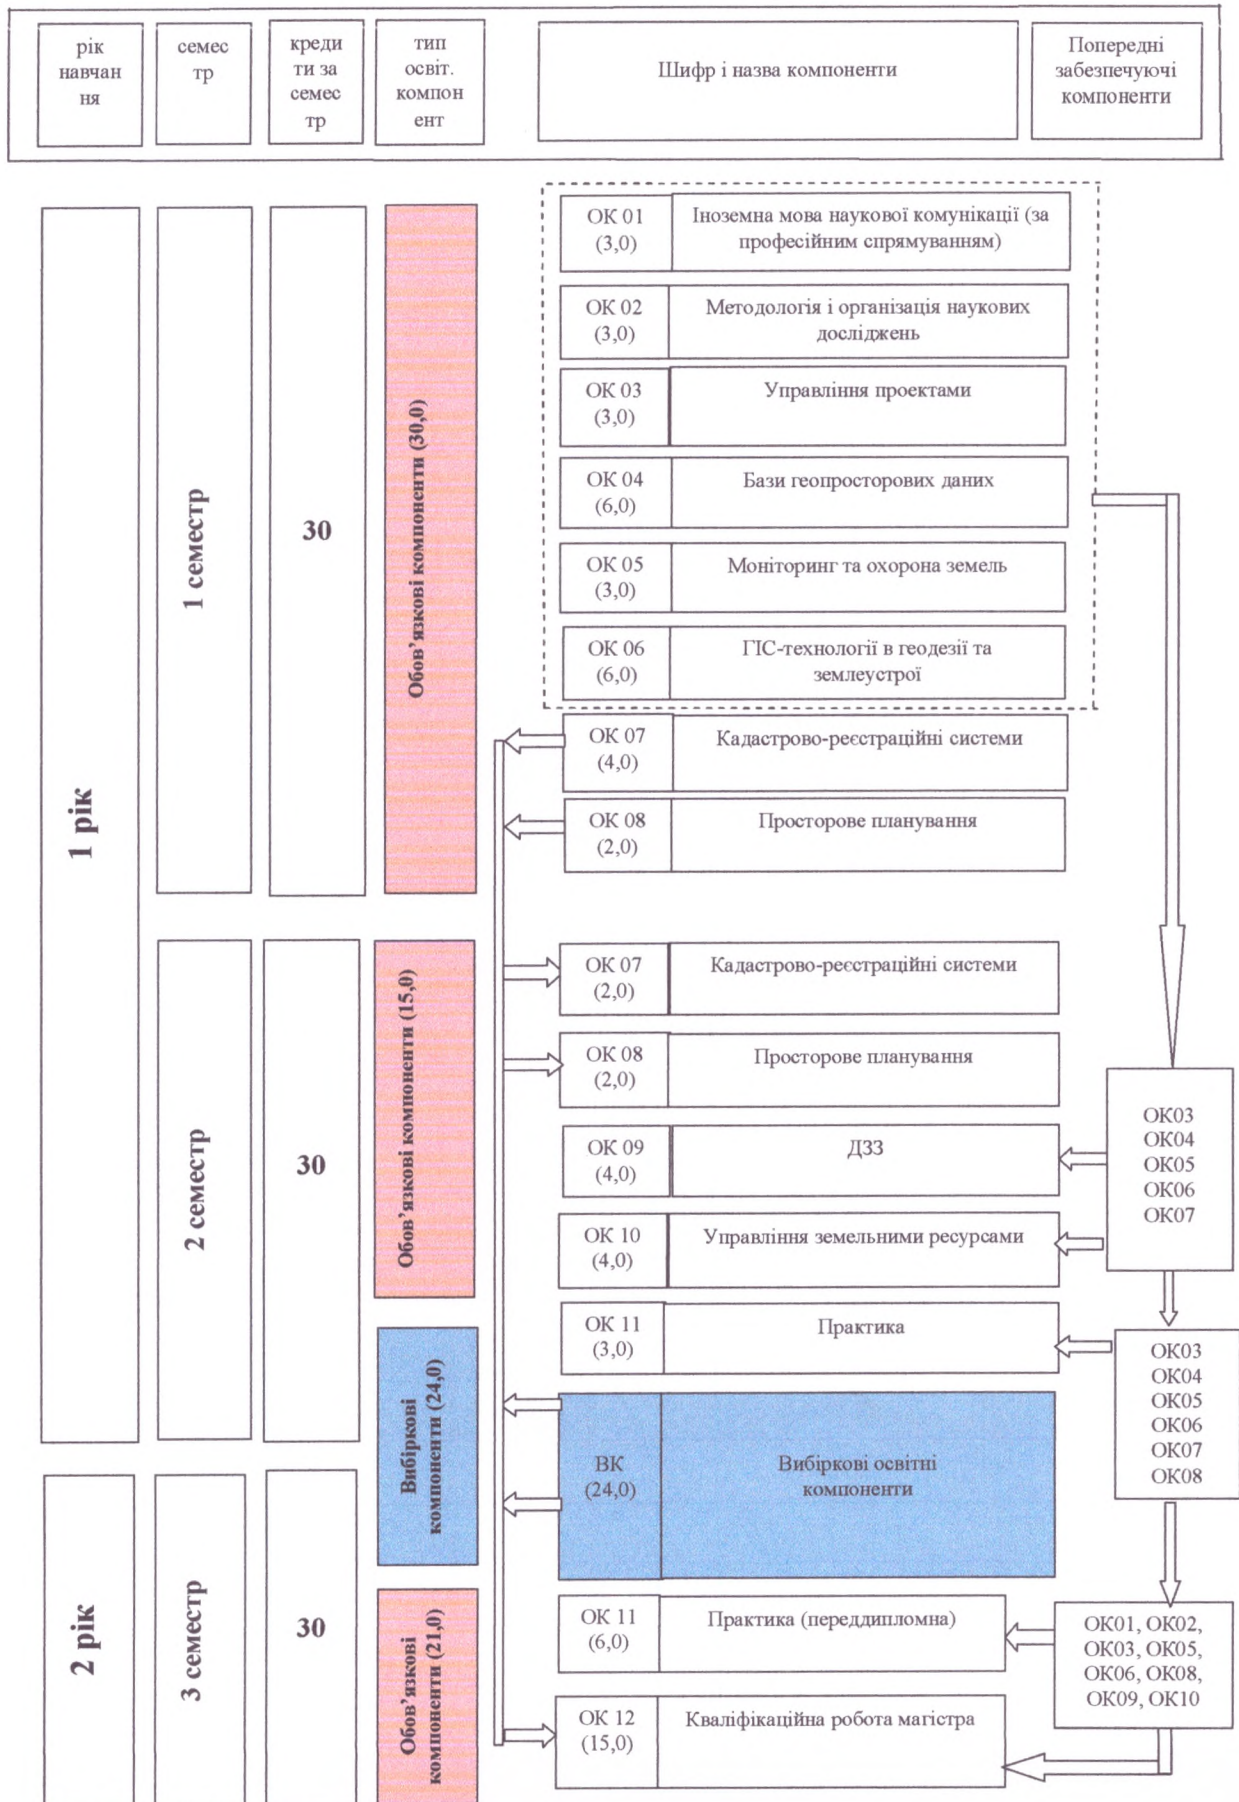 рік
навчан
ня
семес
тр
креди
ти за
семес
тр
тип
освіт.
компон
ент
Шифр і назва компоненти
Попередні
забезпечуючі
компоненти
1 рік
1 семестр
30
Обов’язкові компоненти (30,0)
ОК 01
(3,0)
Іноземна мова наукової комунікації (за
професійним спрямуванням)
ОК 02
(3,0)
Методологія і організація наукових
досліджень
ОК 03
(3,0)
Управління проектами
ОК 04
(6,0)
Бази геопросторових даних
ОК 05
(3,0)
Моніторинг та охорона земель
ОК 06
(6,0)
ГІС-технології в геодезії та
землеустрої
ОК 07
(4,0)
Кадастрово-реєстраційні системи
ОК 08
(2,0)
Просторове планування
2 семестр
30
Обов’язкові компоненти (15,0)
ОК 07
(2,0)
Кадастрово-реєстраційні системи
ОК 08
(2,0)
Просторове планування
ОК 09
(4,0)
ДЗЗ
ОК 10
(4,0)
Управління земельними ресурсами
ОК 11
(3,0)
Практика
ОК03
ОК04
ОК05
ОК06
ОК07
ОК03
ОК04
ОК05
ОК06
ОК07
ОК08
Вибіркові
компоненти (24,0)
ВК
(24,0)
Вибіркові освітні
компоненти
2 рік
3 семестр
30
Обов’язкові
компоненти (21,0)
ОК 11
(6,0)
Практика (переддипломна)
ОК 12
(15,0)
Кваліфікаційна робота магістра
ОК01, ОК02,
ОК03, ОК05,
ОК06, ОК08,
ОК09, ОК10